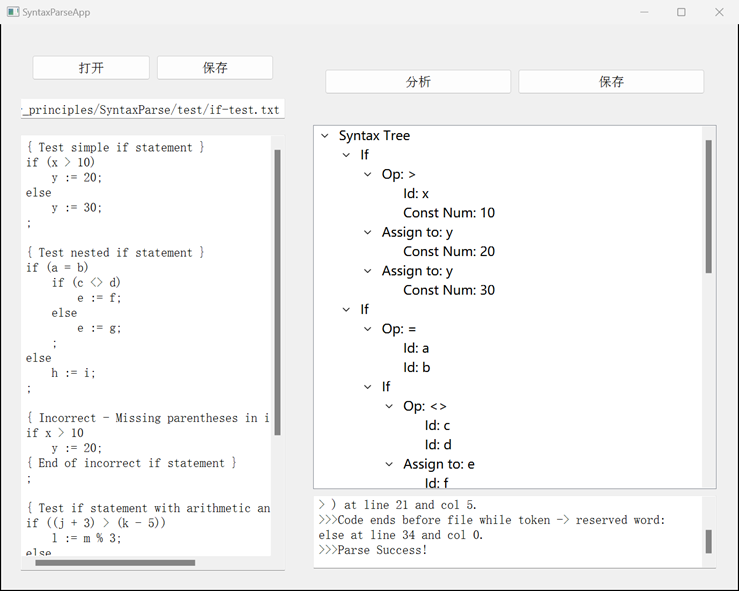 SyntaxParseApp
打开
保存
_principles/SyntaxParse/test/if-test.txt
{ Test simple if statement }
if (x > 10)
    y := 20;
else
    y := 30;
;
{ Test nested if statement }
if (a = b)
    if (c <> d)
        e := f;
    else
        e := g;
    ;
else
    h := i;
;
{ Incorrect - Missing parentheses in i
if x > 10
    y := 20;
{ End of incorrect if statement }
;
{ Test if statement with arithmetic an
if ((j + 3) > (k - 5))
    l := m % 3;
else
分析
保存
Syntax Tree
If
Op: >
Id: x
Const Num: 10
Assign to: y
Const Num: 20
Assign to: y
Const Num: 30
If
Op: =
Id: a
Id: b
If
Op: <>
Id: c
Id: d
Assign to: e
Id: f
> ) at line 21 and col 5.
>>>Code ends before file while token -> reserved word:
else at line 34 and col 0.
>>>Parse Success!